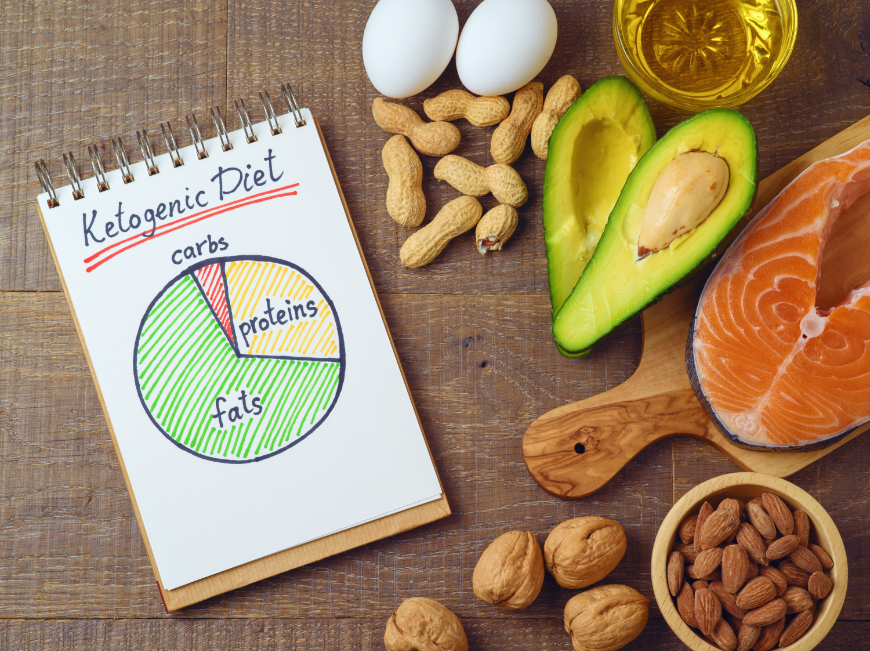 Ketogenic Diet
carbs
proteins
fats